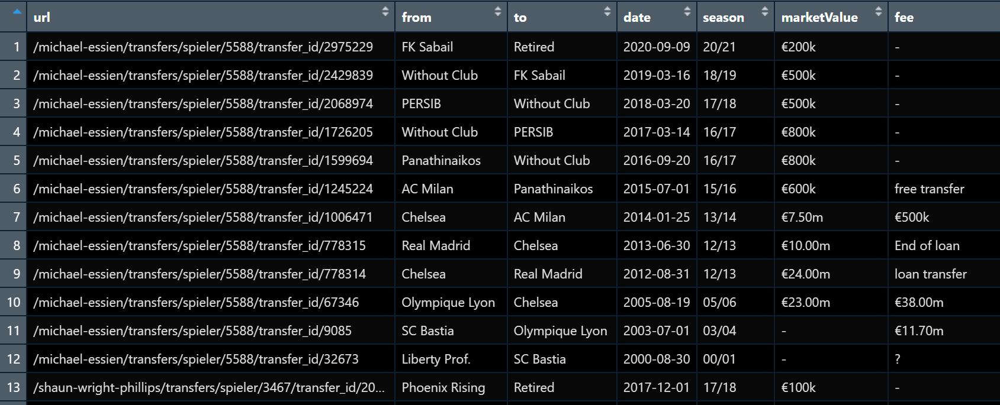 url from to date season marketValue fee
1 /michael-essien/transfers/spieler/5588/transfer_id/2975229 FK Sabail Retired 2020-09-09 20/21 €200k -
2 /michael-essien/transfers/spieler/5588/transfer_id/2429839 Without Club FK Sabail 2019-03-16 18/19 €500k -
3 /michael-essien/transfers/spieler/5588/transfer_id/2068974 PERSIB Without Club 2018-03-20 17/18 €500k -
4 /michael-essien/transfers/spieler/5588/transfer_id/1726205 Without Club PERSIB 2017-03-14 16/17 €800k -
5 /michael-essien/transfers/spieler/5588/transfer_id/1599694 Panathinaikos Without Club 2016-09-20 16/17 €800k -
6 /michael-essien/transfers/spieler/5588/transfer_id/1245224 AC Milan Panathinaikos 2015-07-01 15/16 €600k free transfer
7 /michael-essien/transfers/spieler/5588/transfer_id/1006471 Chelsea AC Milan 2014-01-25 13/14 €7.50m €500k
8 /michael-essien/transfers/spieler/5588/transfer_id/778315 Real Madrid Chelsea 2013-06-30 12/13 €10.00m End of loan
9 /michael-essien/transfers/spieler/5588/transfer_id/778314 Chelsea Real Madrid 2012-08-31 12/13 €24.00m loan transfer
10 /michael-essien/transfers/spieler/5588/transfer_id/67346 Olympique Lyon Chelsea 2005-08-19 05/06 €23.00m €38.00m
11 /michael-essien/transfers/spieler/5588/transfer_id/9085 SC Bastia Olympique Lyon 2003-07-01 03/04 - €11.70m
12 /michael-essien/transfers/spieler/5588/transfer_id/32673 Liberty Prof. SC Bastia 2000-08-30 00/01 - ?
13 /shaun-wright-phillips/transfers/spieler/3467/transfer_id/20... Phoenix Rising Retired 2017-12-01 17/18 €100k -